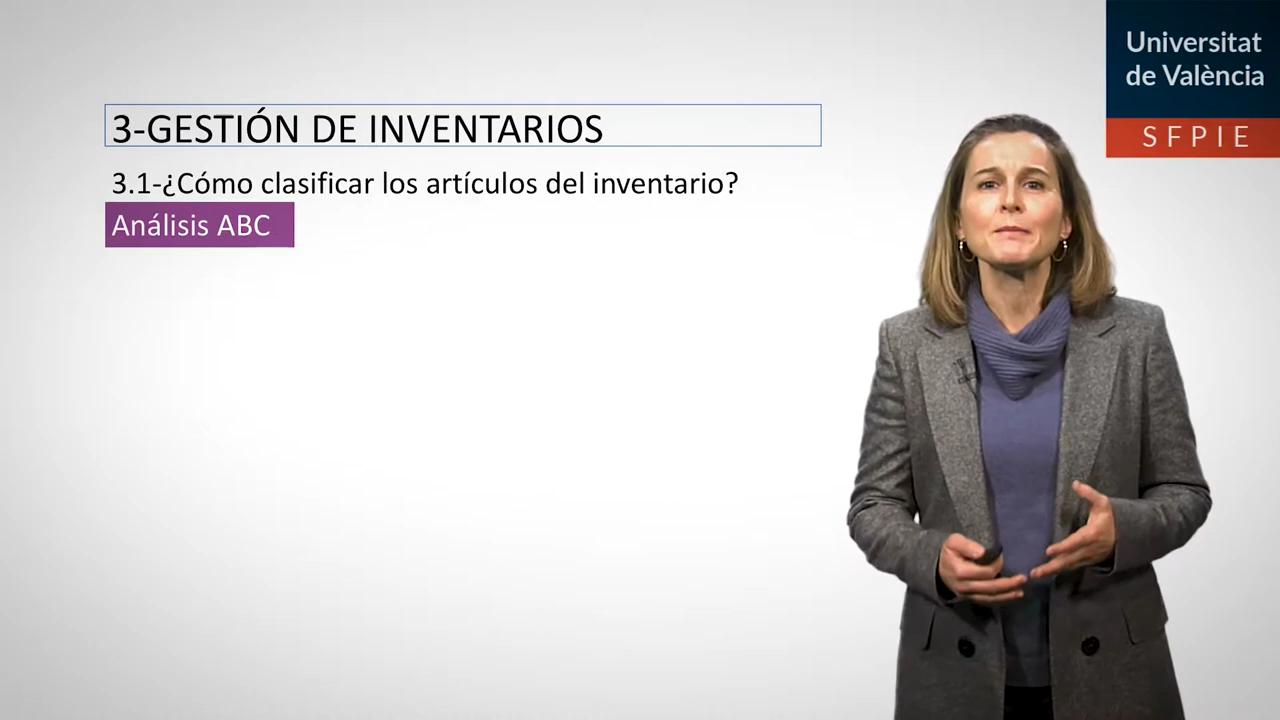 Universitat
de València
SFPIE
3-GESTIÓN DE INVENTARIOS
3.1-¿Cómo clasificar los artículos del inventario?
Análisis ABC